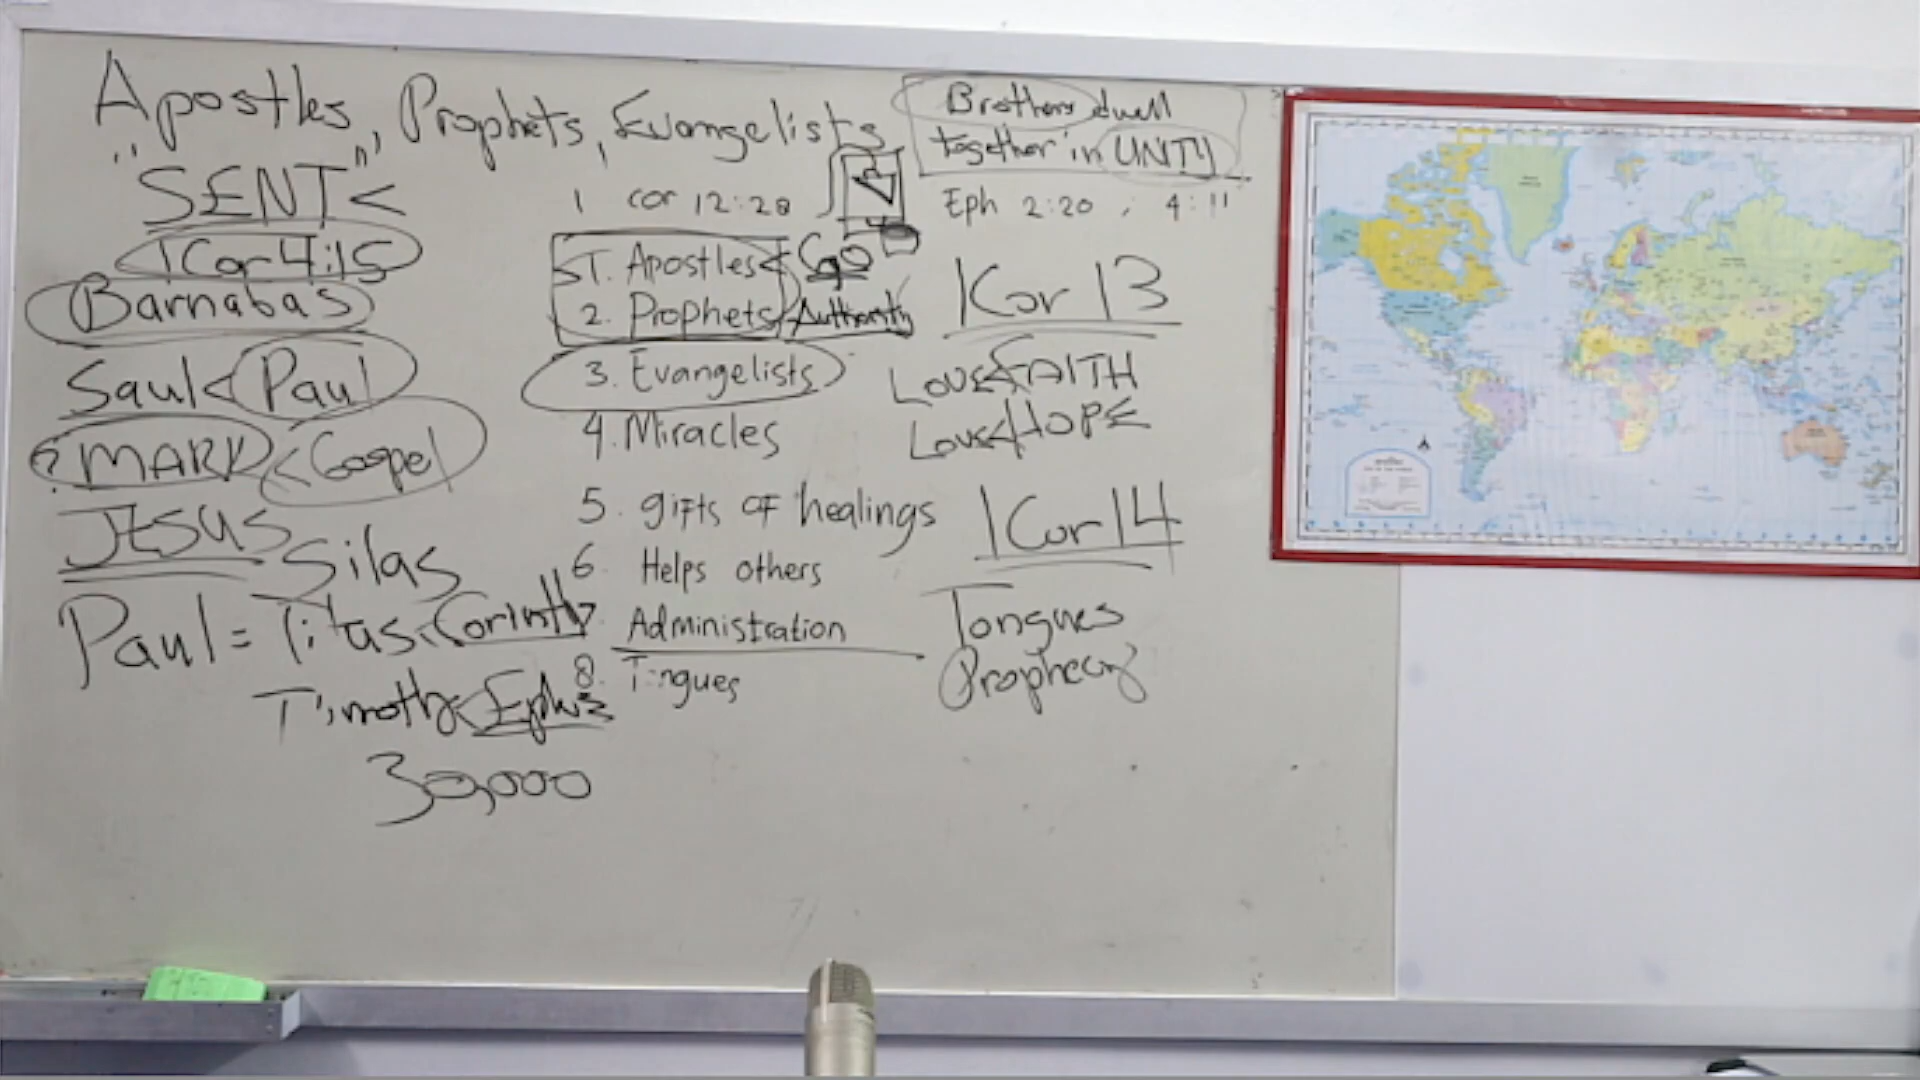 Apostles, Prophets, Evangelists
"SENT" <
1 Cor 4:15
Barnabas
Saul < Paul
? MARK < Gospel
JESUS
Silas
Paul = Titas < Corinth
Timothy <
30,000
1 cor 12:28
1. Apostles < Go
2. Prophets Authority
3. Evangelists
4. Miracles
5. gifts of healings
6. Helps others
7. Administration
8. Tongues
Brothers dwell
together in UNITY
Eph 2:20, 4:11
1 Cor 13
LOVE < FAITH
Love < HOPE
1 Cor 14
Tongues
Prophecy